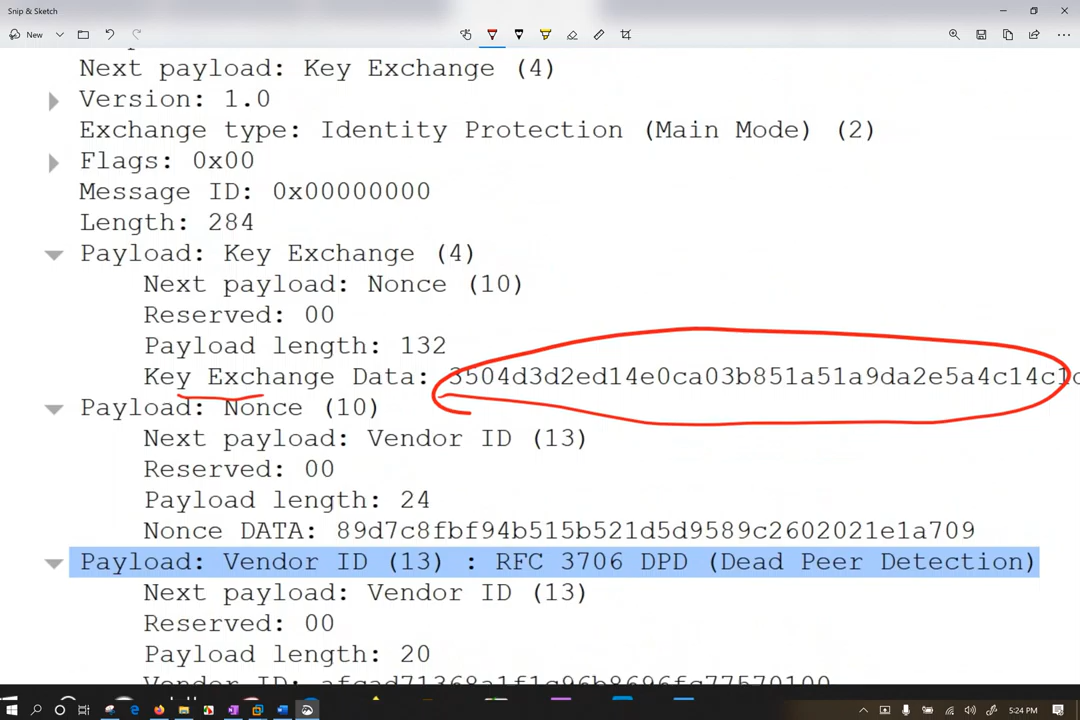 Snip & Sketch
New
Next payload: Key Exchange (4)
Version: 1.0
Exchange type: Identity Protection (Main Mode) (2)
Flags: 0x00
Message ID: 0x00000000
Length: 284
Payload: Key Exchange (4)
Next payload: Nonce (10)
Reserved: 00
Payload length: 132
Key Exchange Data: 3504d3d2ed14e0ca03b851a51a9da2e5a4c14c1c
Payload: Nonce (10)
Next payload: Vendor ID (13)
Reserved: 00
Payload length: 24
Nonce DATA: 89d7c8fbf94b515b521d5d9589c2602021e1a709
Payload: Vendor ID (13) : RFC 3706 DPD (Dead Peer Detection)
Next payload: Vendor ID (13)
Reserved: 00
Payload length: 20
Vendor ID: afcad71368a1f1c96b8696fc77570100
5:24 PM